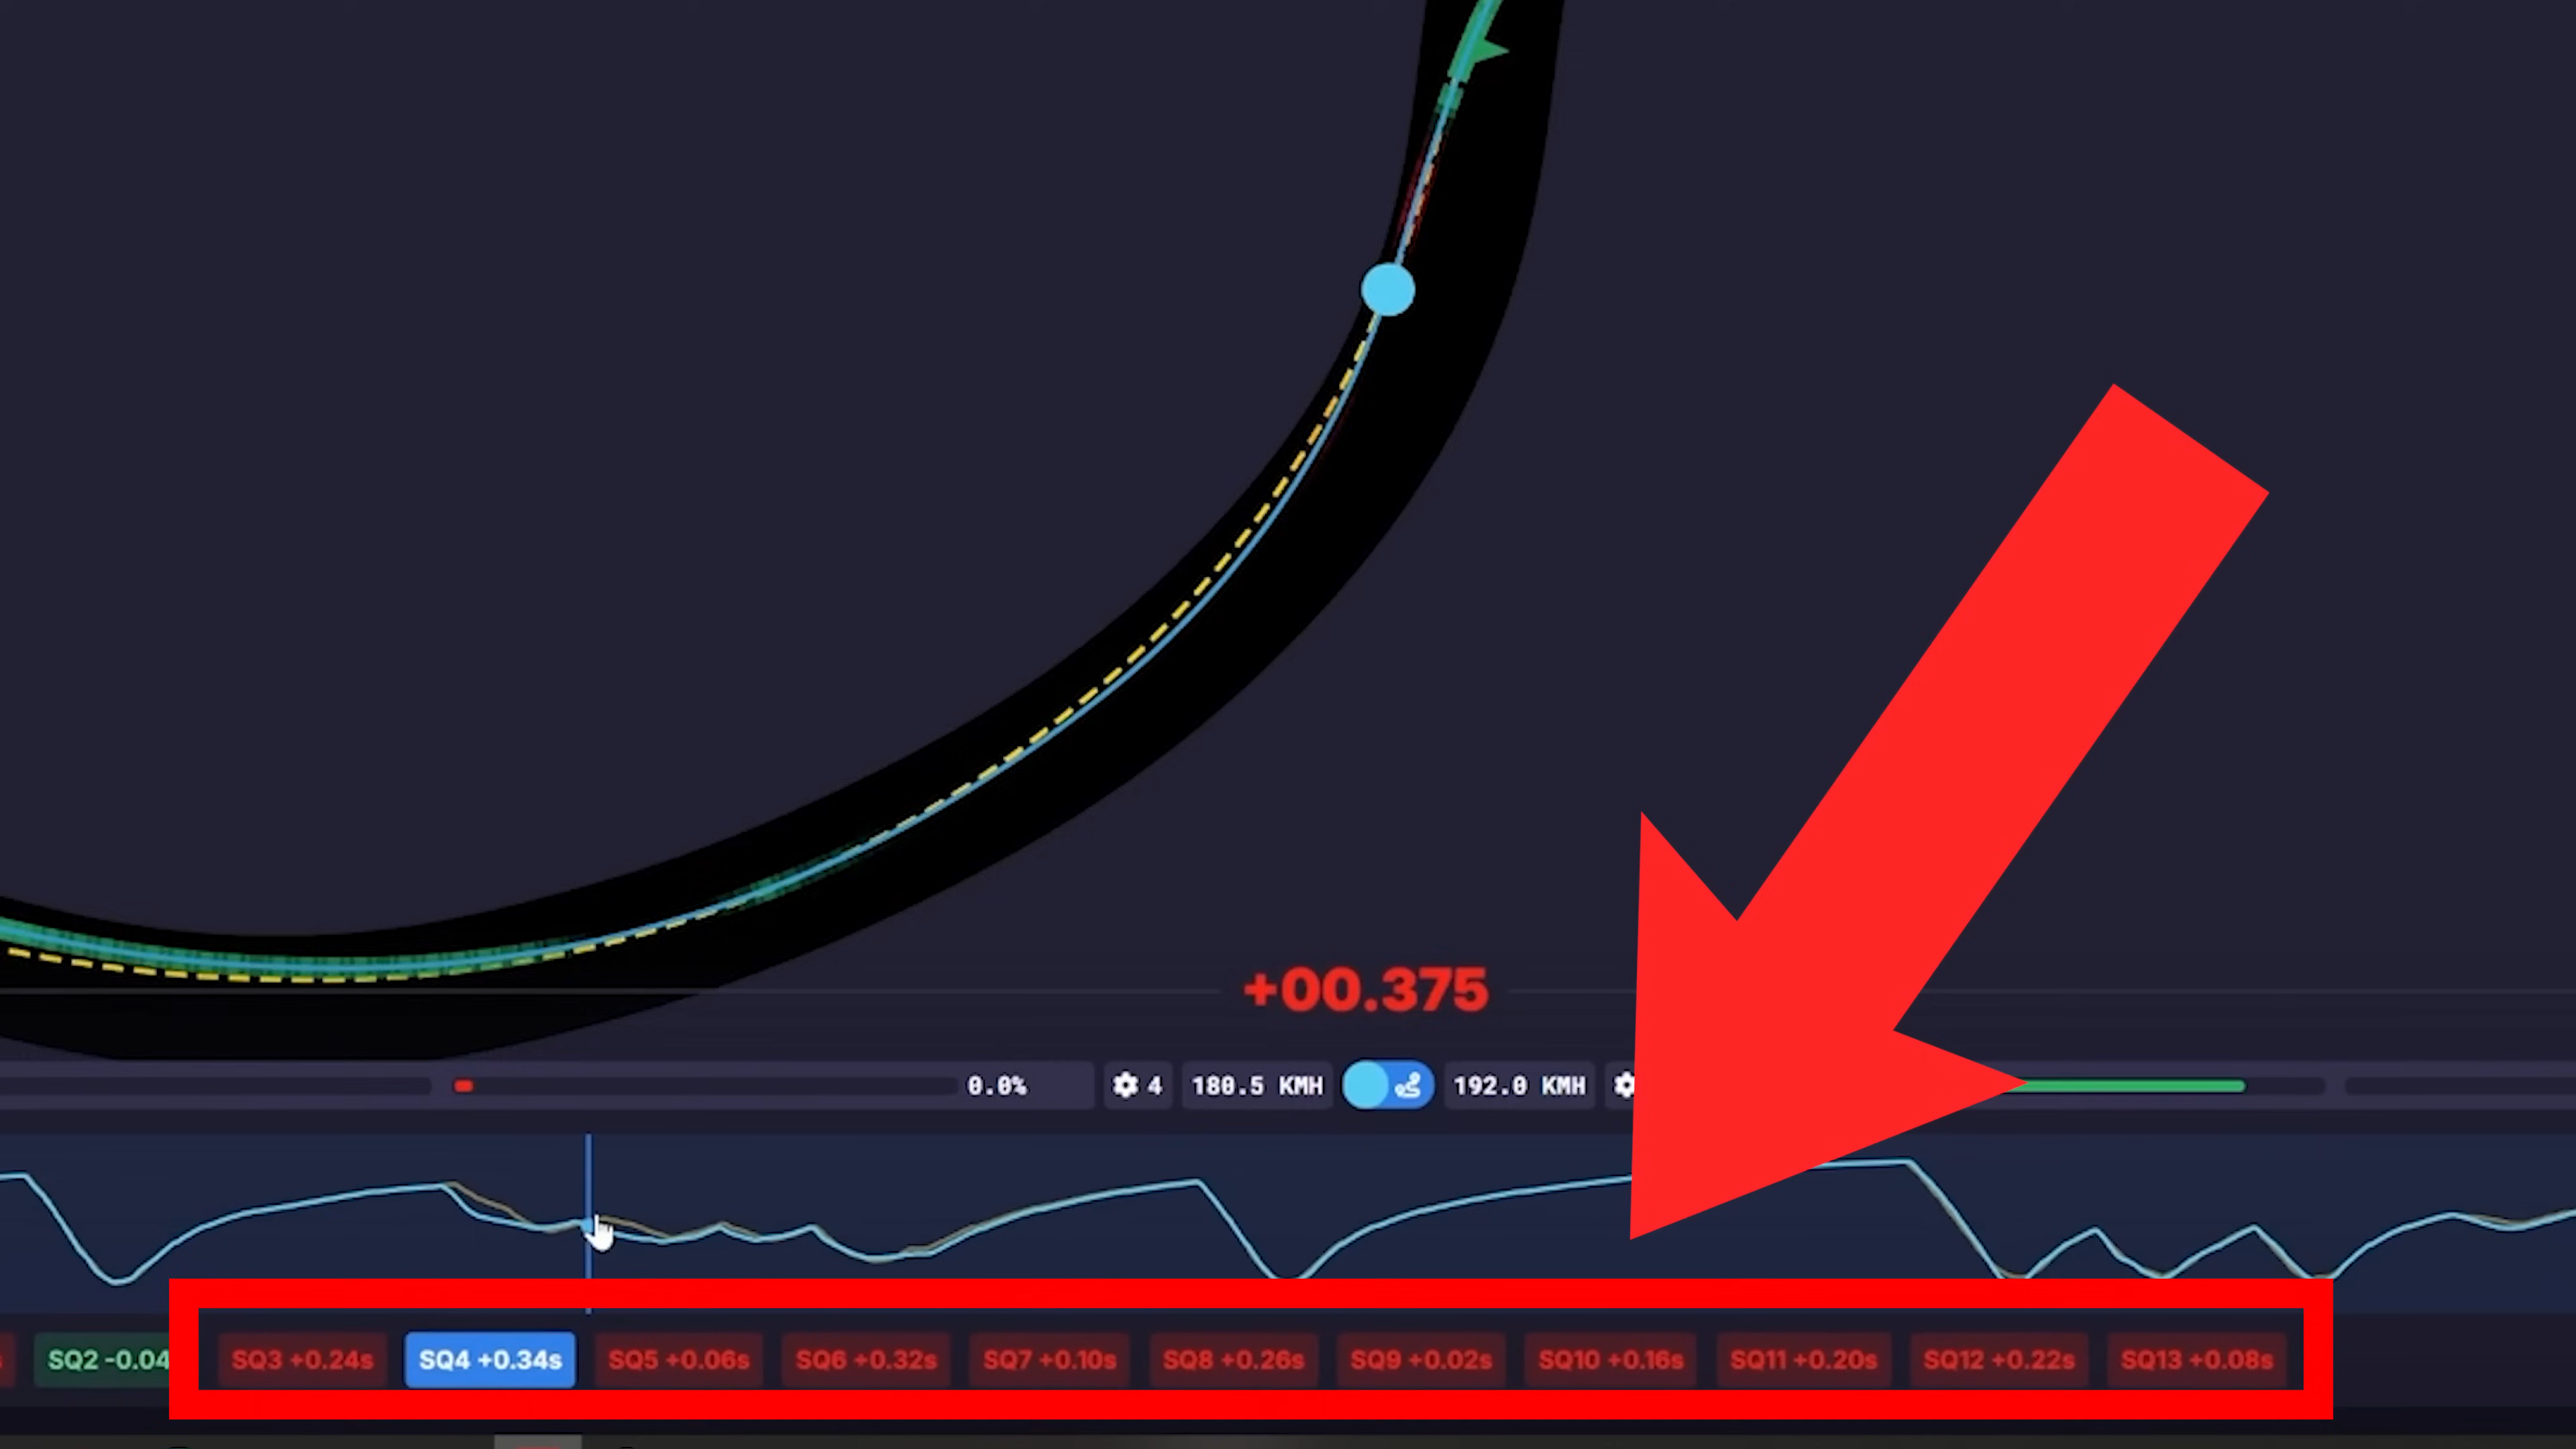 +00.375
0.0%
4
180.5 KMH
192.0 KMH
SQ2 -0.04
SQ3 +0.24s
SQ4 +0.34s
SQ5 +0.06s
SQ6 +0.32s
SQ7 +0.10s
SQ8 +0.26s
SQ9 +0.02s
SQ10 +0.16s
SQ11 +0.20s
SQ12 +0.22s
SQ13 +0.08s